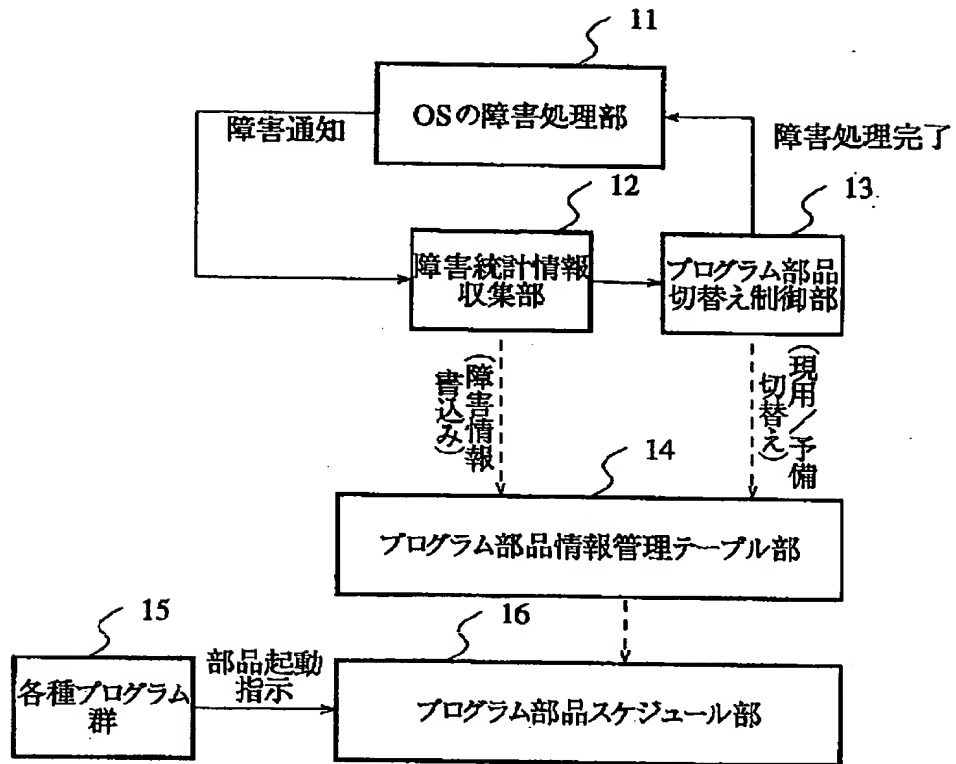 11
OSの障害処理部
障害通知
障害処理完了
12
13
障害統計情報
収集部
プログラム部品
切替え制御部
(障害情報
書込み)
(現用/予備
切替え)
14
プログラム部品情報管理テーブル部
15
16
各種プログラム
群
部品起動
指示
プログラム部品スケジュール部